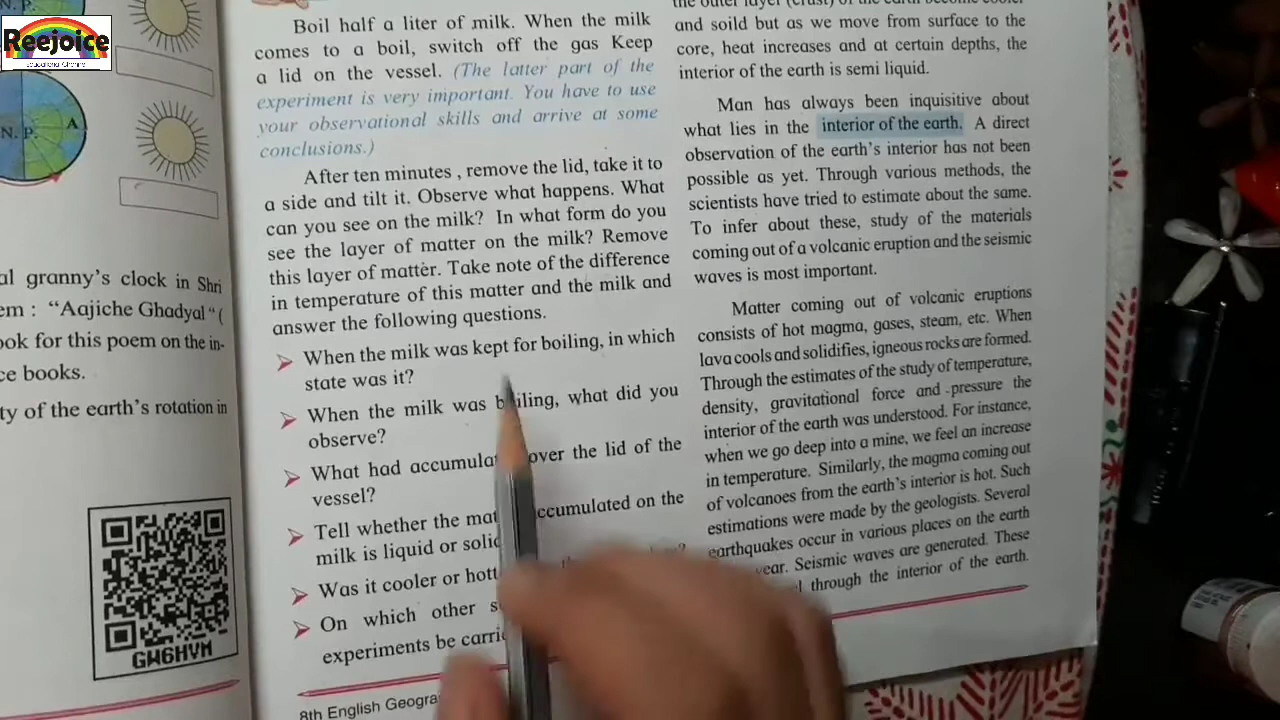 Reejoice
Educational Channel
N. P.
N. P.
A
al granny's clock in Shri
em : "Aajiche Ghadyal" (
ook for this poem on the in-
ce books.
ty of the earth's rotation in
GW6HVM
Boil half a liter of milk. When the milk
comes to a boil, switch off the gas Keep
a lid on the vessel. (The latter part of the
experiment is very important. You have to use
your observational skills and arrive at some
conclusions.)
After ten minutes , remove the lid, take it to
a side and tilt it. Observe what happens. What
can you see on the milk? In what form do you
see the layer of matter on the milk? Remove
this layer of matter. Take note of the difference
in temperature of this matter and the milk and
answer the following questions.
When the milk was kept for boiling, in which
state was it?
When the milk was boiling, what did you
observe?
What had accumulat over the lid of the
vessel?
Tell whether the mat accumulated on the
milk is liquid or solid
Was it cooler or hott
On which other s
experiments be carri
8th English Geogra
and soild but as we move from surface to the
core, heat increases and at certain depths, the
interior of the earth is semi liquid.
Man has always been inquisitive about
what lies in the interior of the earth. A direct
observation of the earth's interior has not been
possible as yet. Through various methods, the
scientists have tried to estimate about the same.
To infer about these, study of the materials
coming out of a volcanic eruption and the seismic
waves is most important.
Matter coming out of volcanic eruptions
consists of hot magma, gases, steam, etc. When
lava cools and solidifies, igneous rocks are formed.
Through the estimates of the study of temperature,
density, gravitational force and pressure the
interior of the earth was understood. For instance,
when we go deep into a mine, we feel an increase
in temperature. Similarly, the magma coming out
of volcanoes from the earth's interior is hot. Such
estimations were made by the geologists. Several
earthquakes occur in various places on the earth
year. Seismic waves are generated. These
through the interior of the earth.